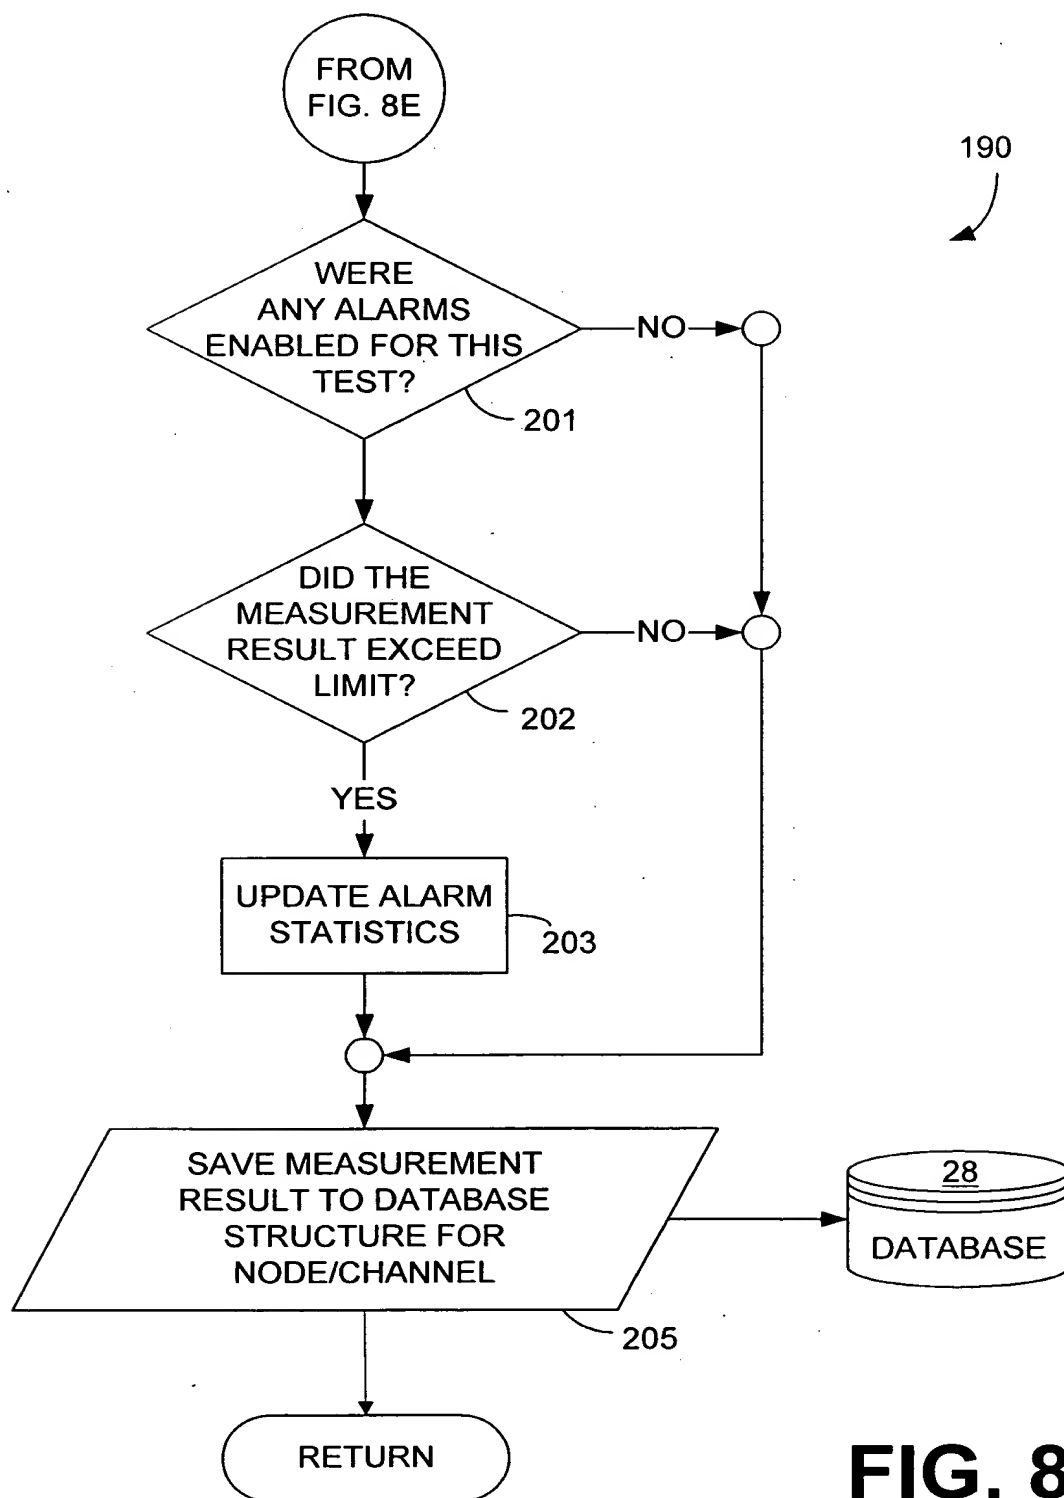 FROM
FIG. 8E
190
WERE
ANY ALARMS
ENABLED FOR THIS
TEST?
NO
201
DID THE
MEASUREMENT
RESULT EXCEED
LIMIT?
NO
202
YES
UPDATE ALARM
STATISTICS
203
SAVE MEASUREMENT
RESULT TO DATABASE
STRUCTURE FOR
NODE/CHANNEL
28
DATABASE
205
RETURN
FIG. 8